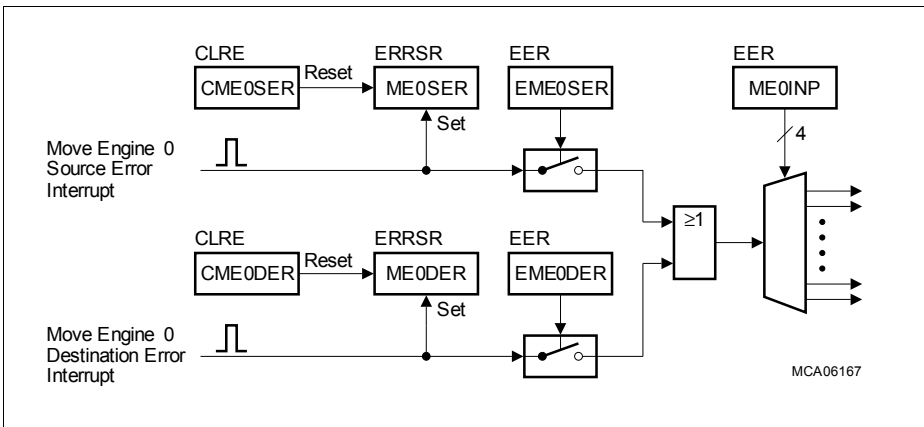 CLRE
CME0SER
Reset
ERRSR
ME0SER
Set
EER
EME0SER
EER
ME0INP
4
Move Engine 0
Source Error
Interrupt
≥1
CLRE
CME0DER
Reset
ERRSR
ME0DER
Set
EER
EME0DER
Move Engine 0
Destination Error
Interrupt
MCA06167